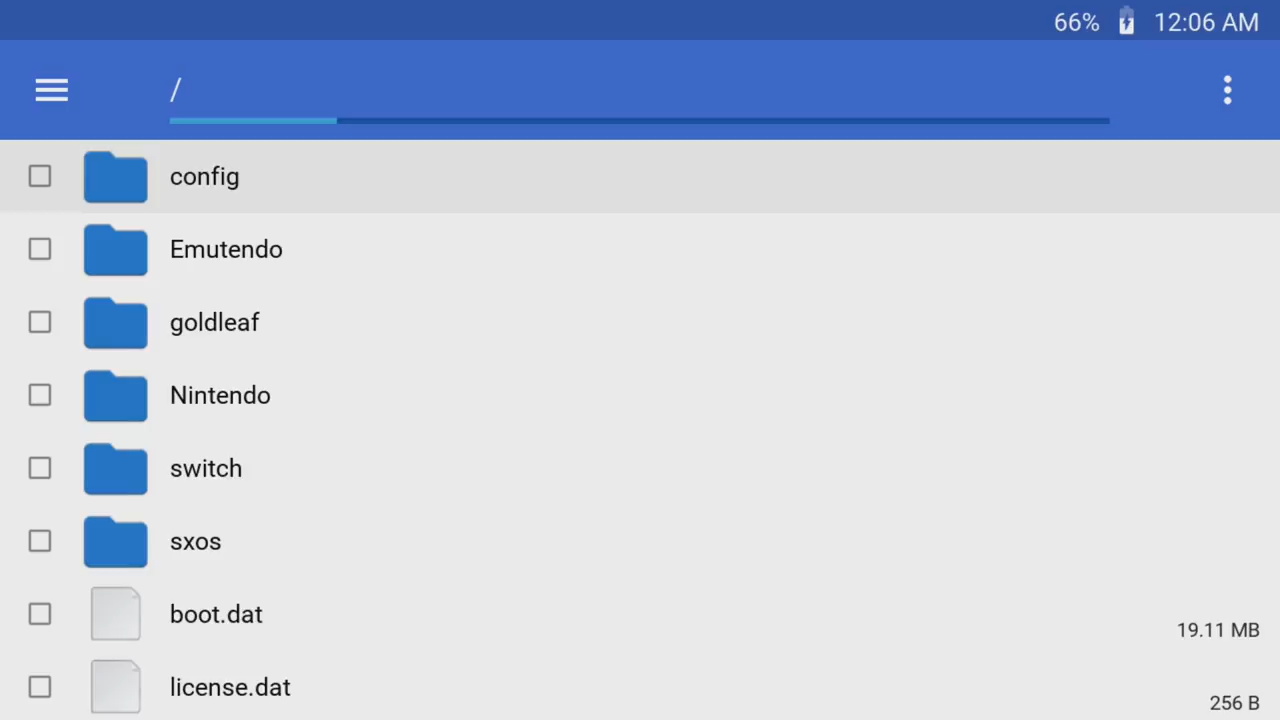 66% 12:06 AM
/
config
Emutendo
goldleaf
Nintendo
switch
sxos
boot.dat
19.11 MB
license.dat
256 B